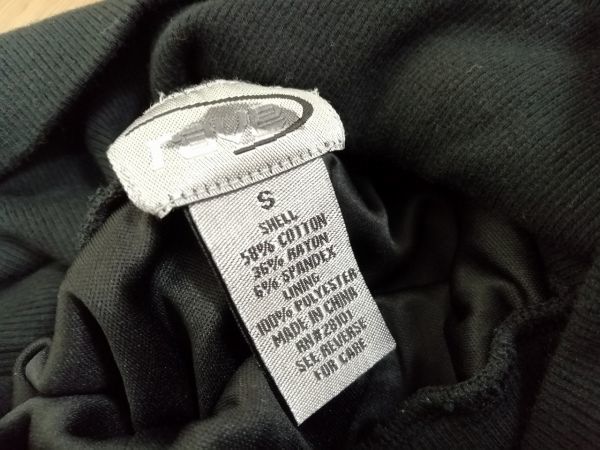 rave
S
SHELL
58% COTTON
36% RAYON
6% SPANDEX
LINING
100% POLYESTER
MADE IN CHINA
RN#28101
SEE REVERSE
FOR CARE